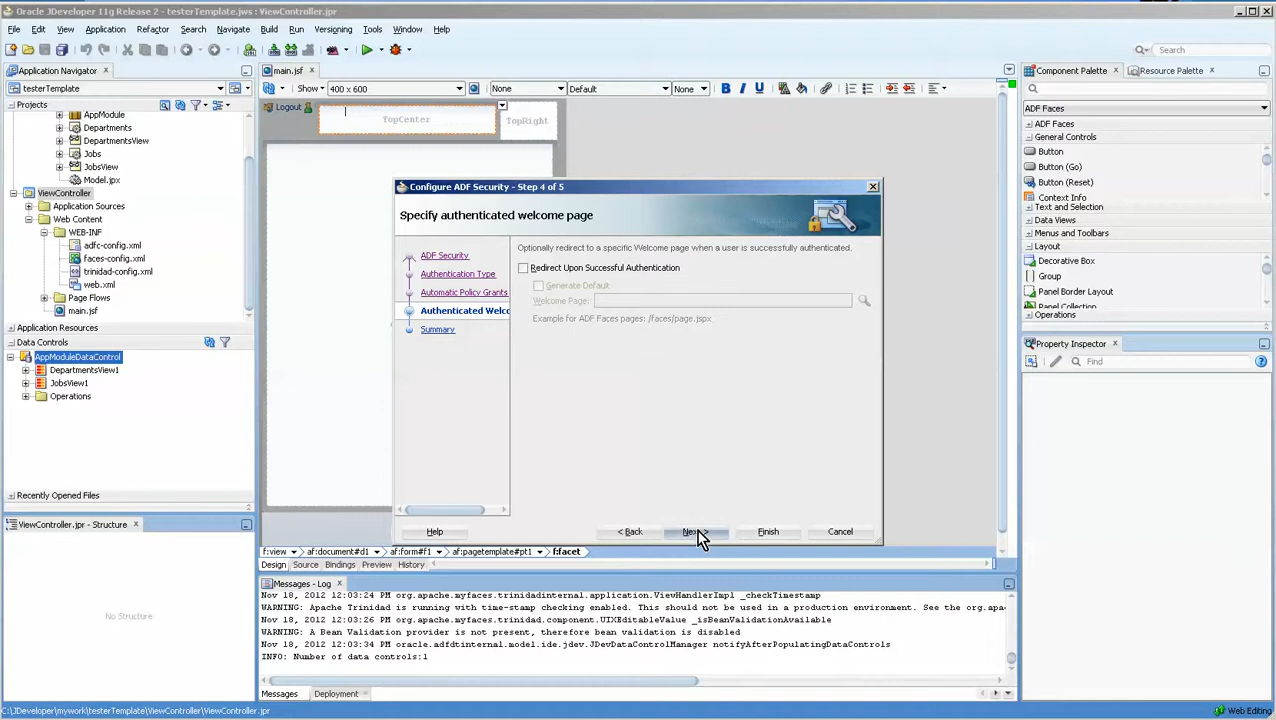 Oracle JDeveloper 11g Release 2 - testerTemplate.jws : ViewController.jpr
File Edit View Application Refactor Search Navigate Build Run Versioning Tools Window Help
Search
Application Navigator
main.jsf
Component Palette
Resource Palette
testerTemplate
Show
400 x 600
None
Default
None
B I U
ADF Faces
Projects
AppModule
Departments
DepartmentsView
Jobs
JobsView
Model.jpx
ViewController
Application Sources
Web Content
WEB-INF
adfc-config.xml
faces-config.xml
trinidad-config.xml
web.xml
Page Flows
main.jsf
Application Resources
Data Controls
AppModuleDataControl
DepartmentsView1
JobsView1
Operations
Recently Opened Files
ViewController.jpr - Structure
No Structure
Logout
TopCenter
TopRight
Configure ADF Security - Step 4 of 5
Specify authenticated welcome page
ADF Security
Authentication Type
Automatic Policy Grants
Authenticated Welc
Summary
Optionally redirect to a specific Welcome page when a user is successfully authenticated.
Redirect Upon Successful Authentication
Generate Default
Welcome Page:
Example for ADF Faces pages: /faces/page.jspx
Help
< Back
Next >
Finish
Cancel
f:view
af:document#d1
af:form#f1
af:pagetemplate#pt1
f:facet
Design Source Bindings Preview History
Messages - Log
Nov 18, 2012 12:03:24 PM org.apache.myfaces.trinidadinternal.application.ViewHandlerImpl _checkTimestamp
WARNING: Apache Trinidad is running with time-stamp checking enabled. This should not be used in a production environment. See the org.apa
Nov 18, 2012 12:03:26 PM org.apache.myfaces.trinidad.component.UIXEditableValue _isBeanValidationAvailable
WARNING: A Bean Validation provider is not present, therefore bean validation is disabled
Nov 18, 2012 12:03:34 PM oracle.adfdtinternal.model.ide.jdev.JDevDataControlManager notifyAfterPopulatingDataControls
INFO: Number of data controls:1
Messages
Deployment
ADF Faces
General Controls
Button
Button (Go)
Button (Reset)
Context Info
Text and Selection
Data Views
Menus and Toolbars
Layout
Decorative Box
Group
Panel Border Layout
Panel Collection
Operations
Property Inspector
Find
C:\JDeveloper\mywork\testerTemplate\ViewController\ViewController.jpr
Web Editing